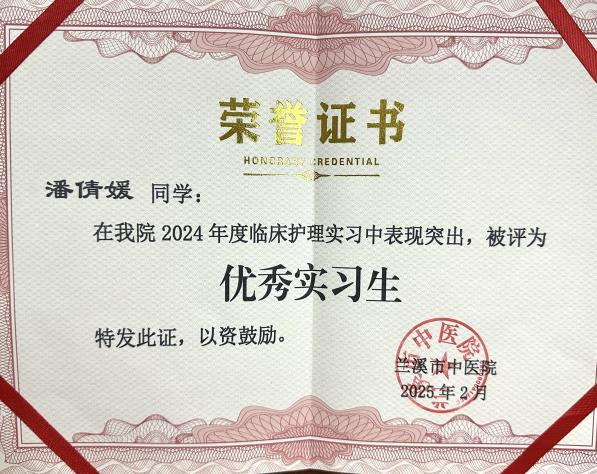 荣誉证书
HONORARY CREDENTIAL
潘倩媛 同学：
在我院 2024 年度临床护理实习中表现突出，被评为
优秀实习生
特发此证，以资鼓励。
兰溪市中医院
2025 年 2 月